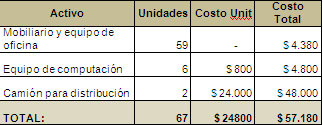 Activo Unidades Costo Unit Costo Total
Mobiliario y equipo de oficina 59 - $ 4.380
Equipo de computación 6 $ 800 $ 4.800
Camión para distribución 2 $ 24.000 $ 48.000
TOTAL: 67 $ 24800 $ 57.180